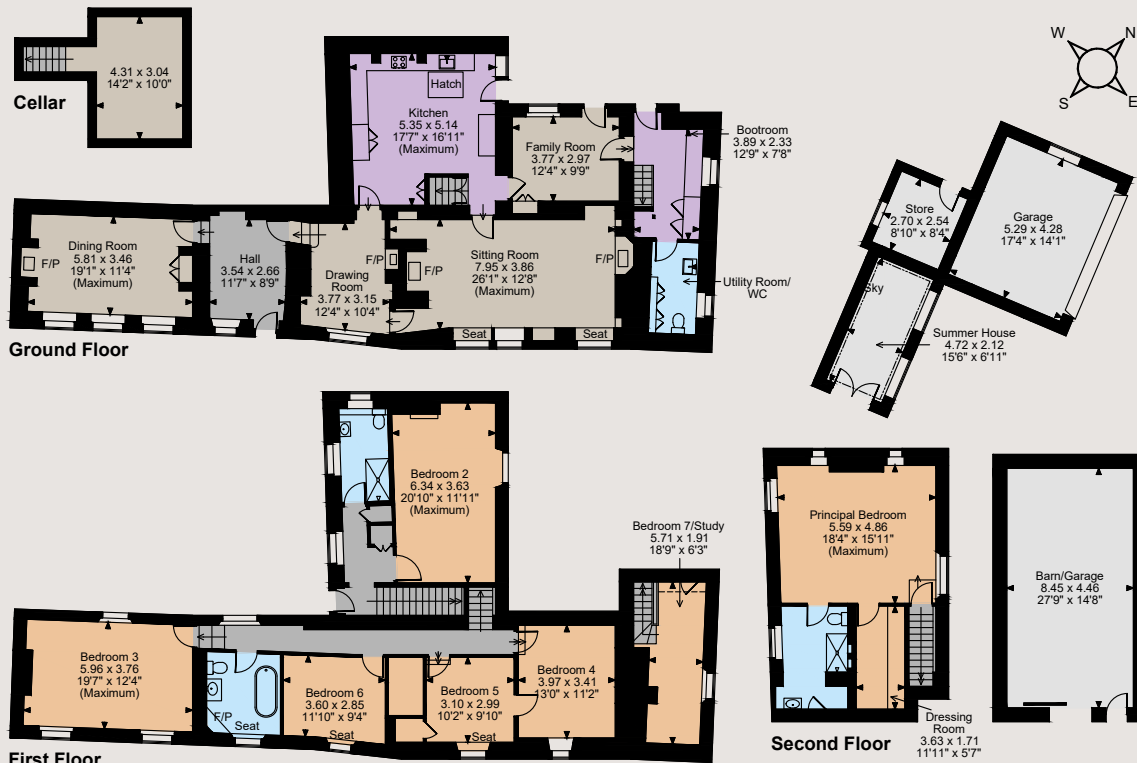 4.31 x 3.04
14'2" x 10'0"
Cellar
W
N
S
E
Hatch
Kitchen
5.35 x 5.14
17'7" x 16'11"
(Maximum)
Family Room
3.77 x 2.97
12'4" x 9'9"
Bootroom
3.89 x 2.33
12'9" x 7'8"
Store
2.70 x 2.54
8'10" x 8'4"
Garage
5.29 x 4.28
17'4" x 14'1"
Dining Room
5.81 x 3.46
19'1" x 11'4"
(Maximum)
F/P
Hall
3.54 x 2.66
11'7" x 8'9"
F/P
Drawing
Room
3.77 x 3.15
12'4" x 10'4"
F/P
Sitting Room
7.95 x 3.86
26'1" x 12'8"
(Maximum)
F/P
Seat
Seat
Utility Room/
WC
Sky
Summer House
4.72 x 2.12
15'6" x 6'11"
Ground Floor
Bedroom 2
6.34 x 3.63
20'10" x 11'11"
(Maximum)
Bedroom 7/Study
5.71 x 1.91
18'9" x 6'3"
Principal Bedroom
5.59 x 4.86
18'4" x 15'11"
(Maximum)
Barn/Garage
8.45 x 4.46
27'9" x 14'8"
Bedroom 3
5.96 x 3.76
19'7" x 12'4"
(Maximum)
F/P
Seat
Bedroom 6
3.60 x 2.85
11'10" x 9'4"
Seat
Bedroom 5
3.10 x 2.99
10'2" x 9'10"
Seat
Bedroom 4
3.97 x 3.41
13'0" x 11'2"
Dressing
Room
3.63 x 1.71
11'11" x 5'7"
Second Floor
First Floor